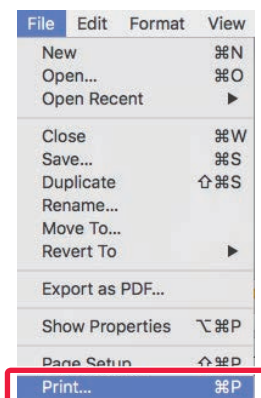 File Edit Format View
New ⌘N
Open... ⌘O
Open Recent ▶
Close ⌘W
Save... ⌘S
Duplicate ⇧⌘S
Rename...
Move To...
Revert To ▶
Export as PDF...
Show Properties ⌥⌘P
Page Setup ⇧⌘P
Print... ⌘P